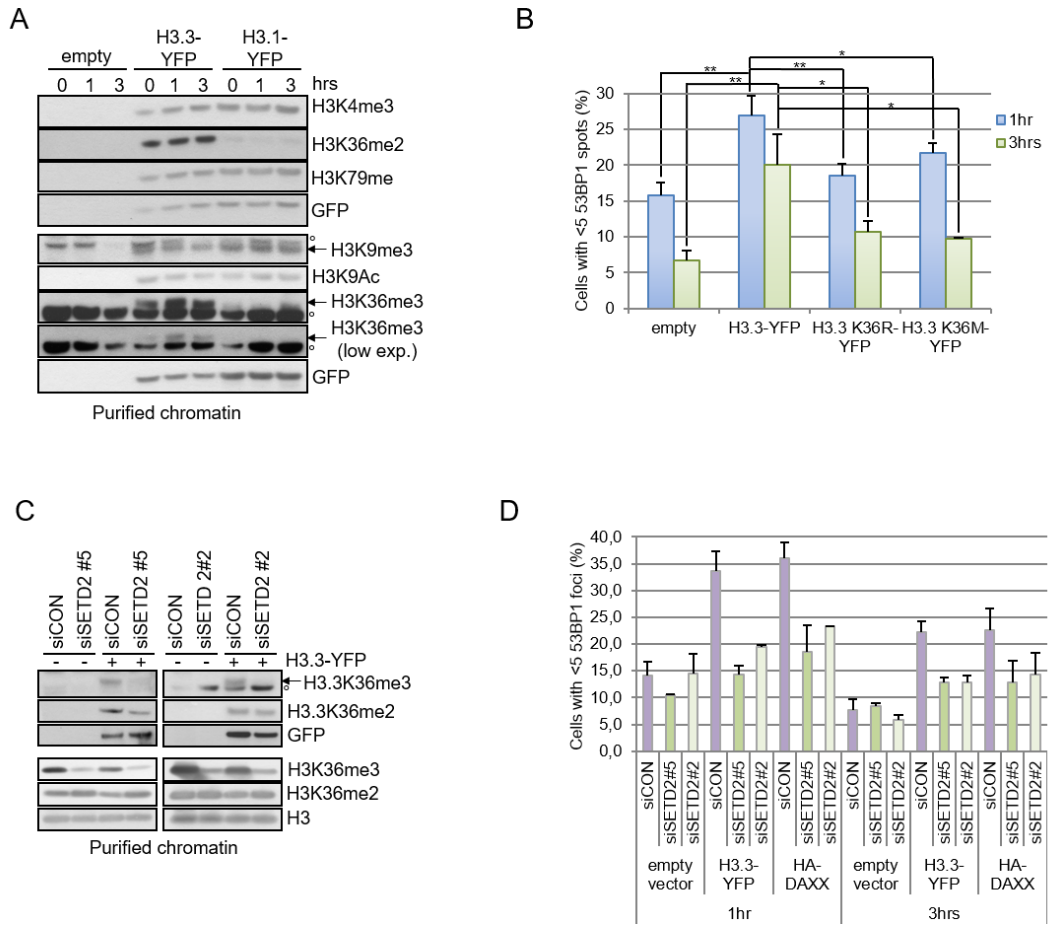 A
empty
H3.3-
YFP
H3.1-
YFP
0 1 3 0 1 3 0 1 3 hrs
H3K4me3
H3K36me2
H3K79me
GFP
H3K9me3
H3K9Ac
H3K36me3
H3K36me3
(low exp.)
GFP
Purified chromatin
B
Cells with <5 53BP1 spots (%)
30
25
20
15
10
5
0
** ** * ** * *
1hr
3hrs
empty
H3.3-YFP
H3.3 K36R-
YFP
H3.3 K36M-
YFP
C
siCON
siSETD2 #5
siCON
siSETD2 #5
siCON
siSETD 2#2
siCON
siSETD2 #2
- - + + - - + + H3.3-YFP
H3.3K36me3
H3.3K36me2
GFP
H3K36me3
H3K36me2
H3
Purified chromatin
D
Cells with <5 53BP1 foci (%)
40,0
35,0
30,0
25,0
20,0
15,0
10,0
5,0
0,0
siCON
siSETD2#5
siSETD2#2
siCON
siSETD2#5
siSETD2#2
siCON
siSETD2#5
siSETD2#2
siCON
siSETD2#5
siSETD2#2
siCON
siSETD2#5
siSETD2#2
siCON
siSETD2#5
siSETD2#2
empty
vector
H3.3-
YFP
HA-
DAXX
empty
vector
H3.3-
YFP
HA-
DAXX
1hr
3hrs